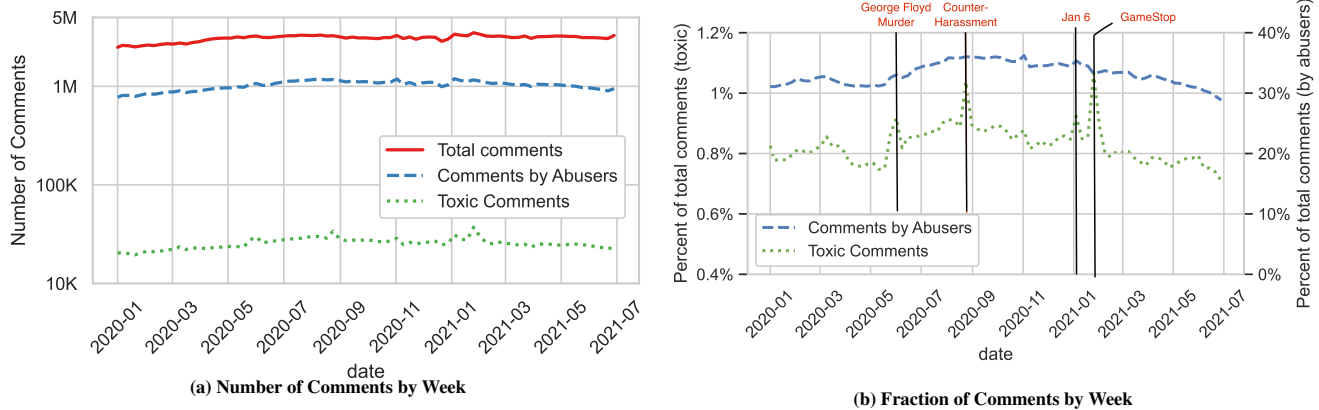 5M
1M
100K
10K
Number of Comments
Total comments
Comments by Abusers
Toxic Comments
2020-01
2020-03
2020-05
2020-07
2020-09
2020-11
2021-01
2021-03
2021-05
2021-07
date
(a) Number of Comments by Week
George Floyd
Murder
Counter-
Harassment
Jan 6
GameStop
1.2%
1%
0.8%
0.6%
0.4%
Percent of total comments (toxic)
40%
30%
20%
10%
0%
Percent of total comments (by abusers)
Comments by Abusers
Toxic Comments
2020-01
2020-03
2020-05
2020-07
2020-09
2020-11
2021-01
2021-03
2021-05
2021-07
date
(b) Fraction of Comments by Week